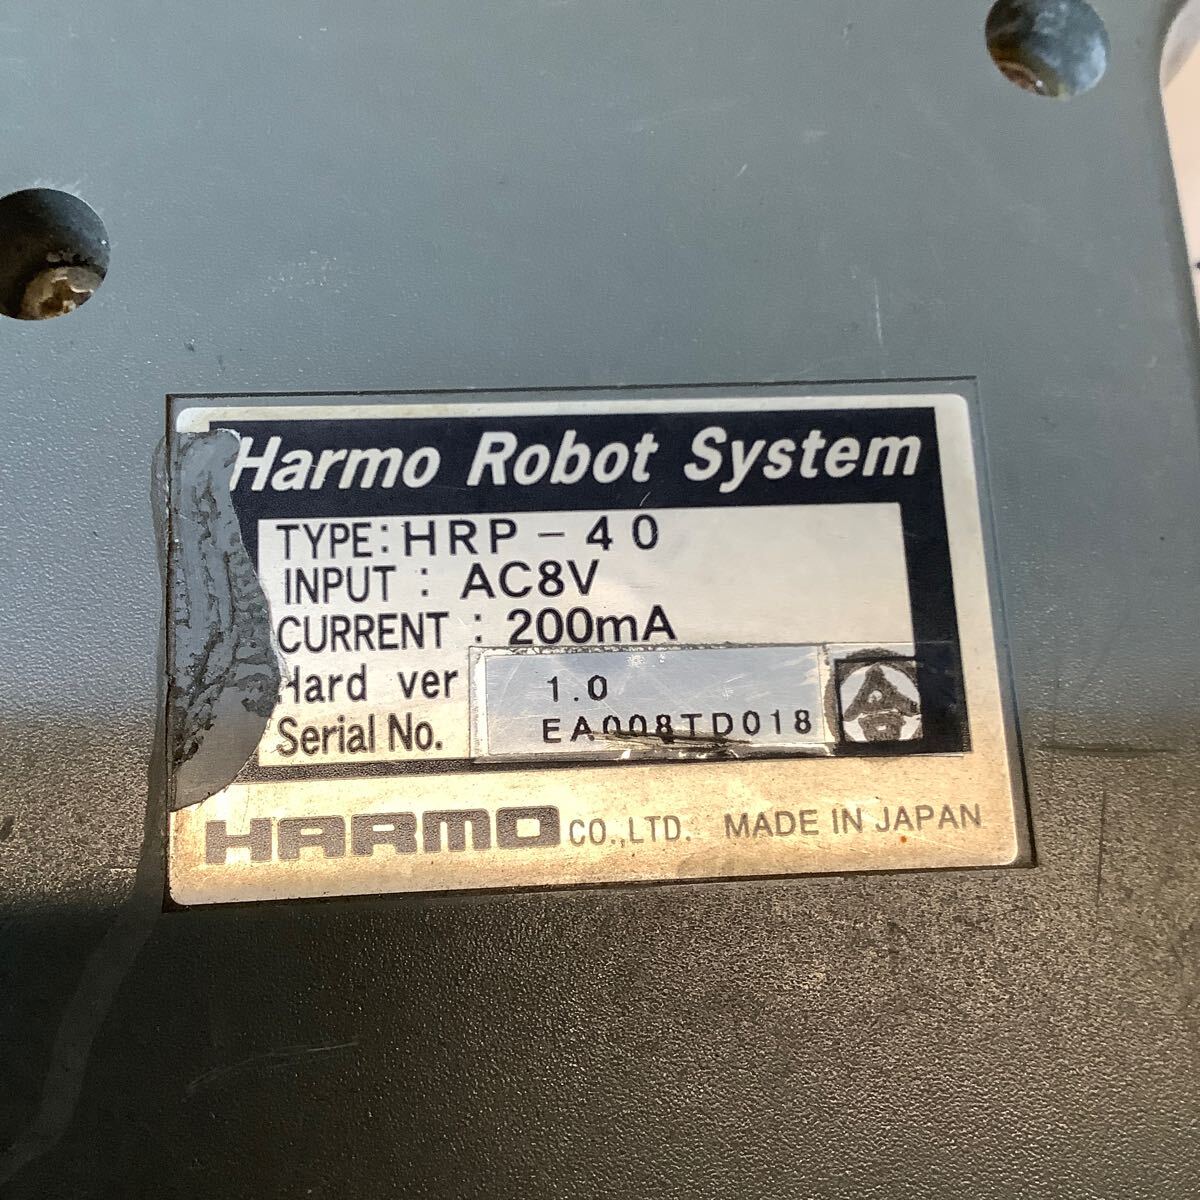 Harmo Robot System
TYPE:HRP-40
INPUT : AC8V
CURRENT : 200mA
Hard ver 1.0
Serial No. EA008TD018
合
HARMO CO.,LTD. MADE IN JAPAN